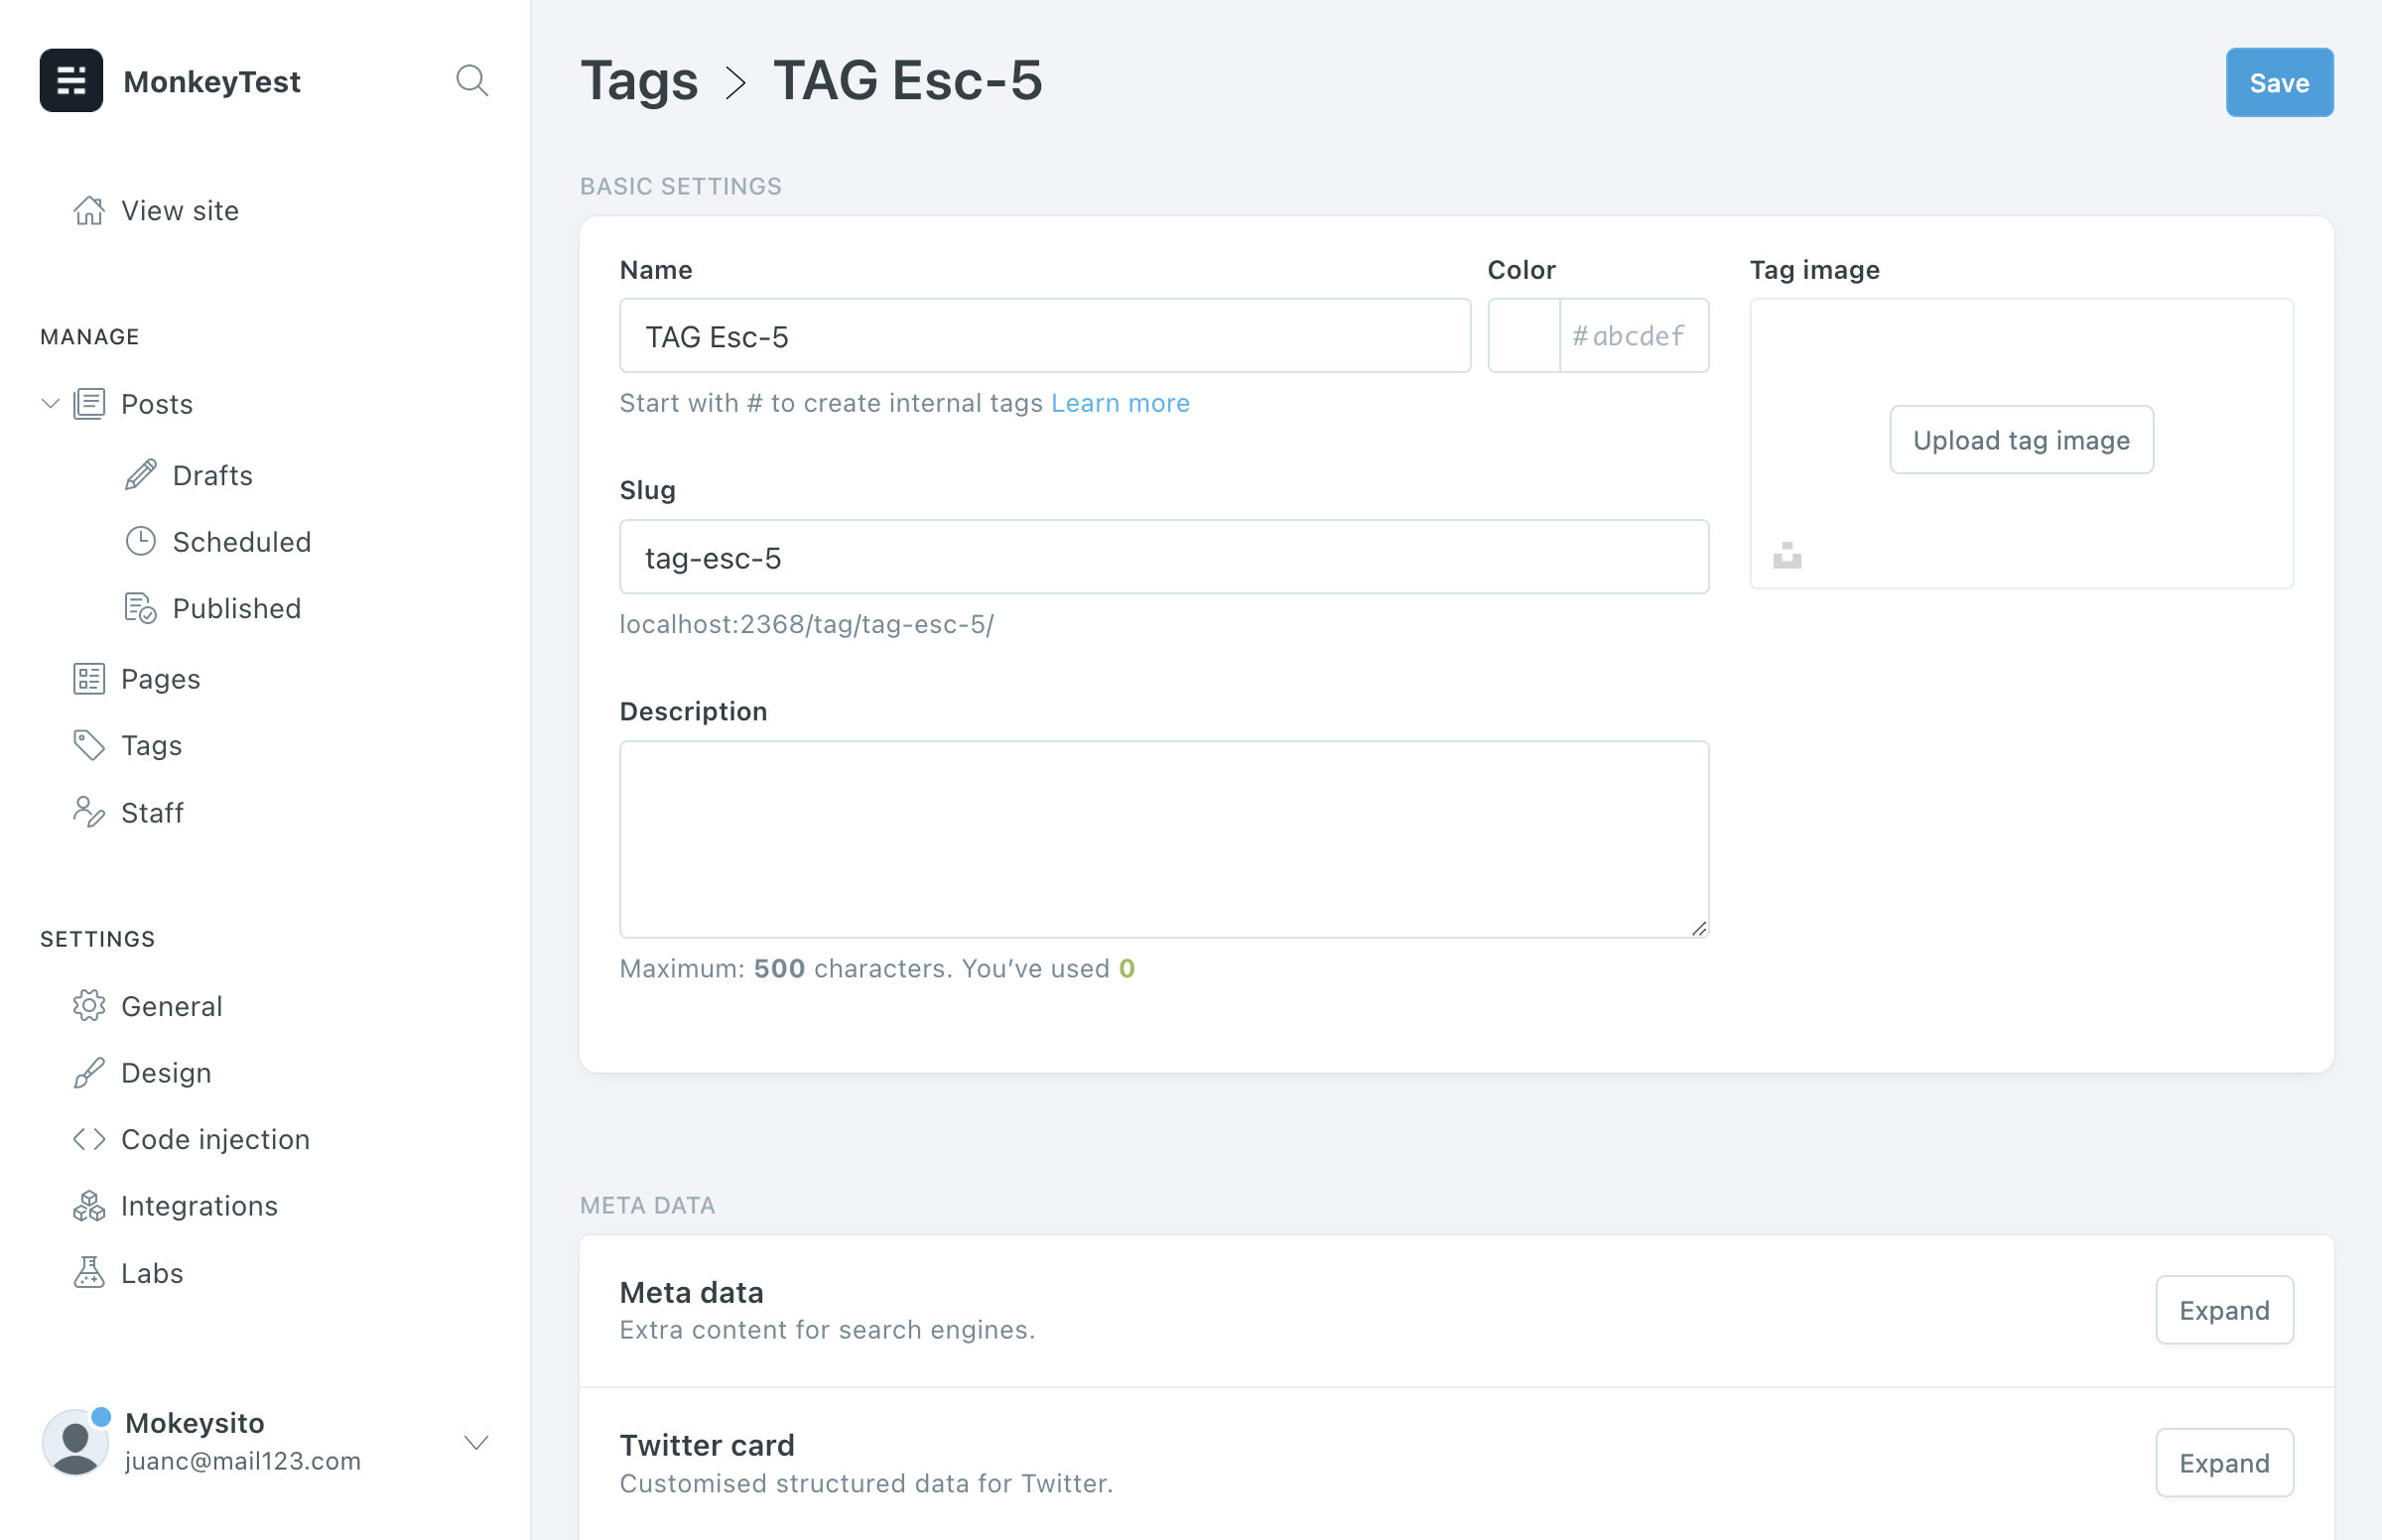 MonkeyTest
View site
MANAGE
Posts
Drafts
Scheduled
Published
Pages
Tags
Staff
SETTINGS
General
Design
Code injection
Integrations
Labs
Mokeysito
juanc@mail123.com
Tags > TAG Esc-5
Save
BASIC SETTINGS
Name
TAG Esc-5
Start with # to create internal tags Learn more
Color
#abcdef
Slug
tag-esc-5
localhost:2368/tag/tag-esc-5/
Description
Maximum: 500 characters. You’ve used 0
Tag image
Upload tag image
META DATA
Meta data
Extra content for search engines.
Expand
Twitter card
Customised structured data for Twitter.
Expand